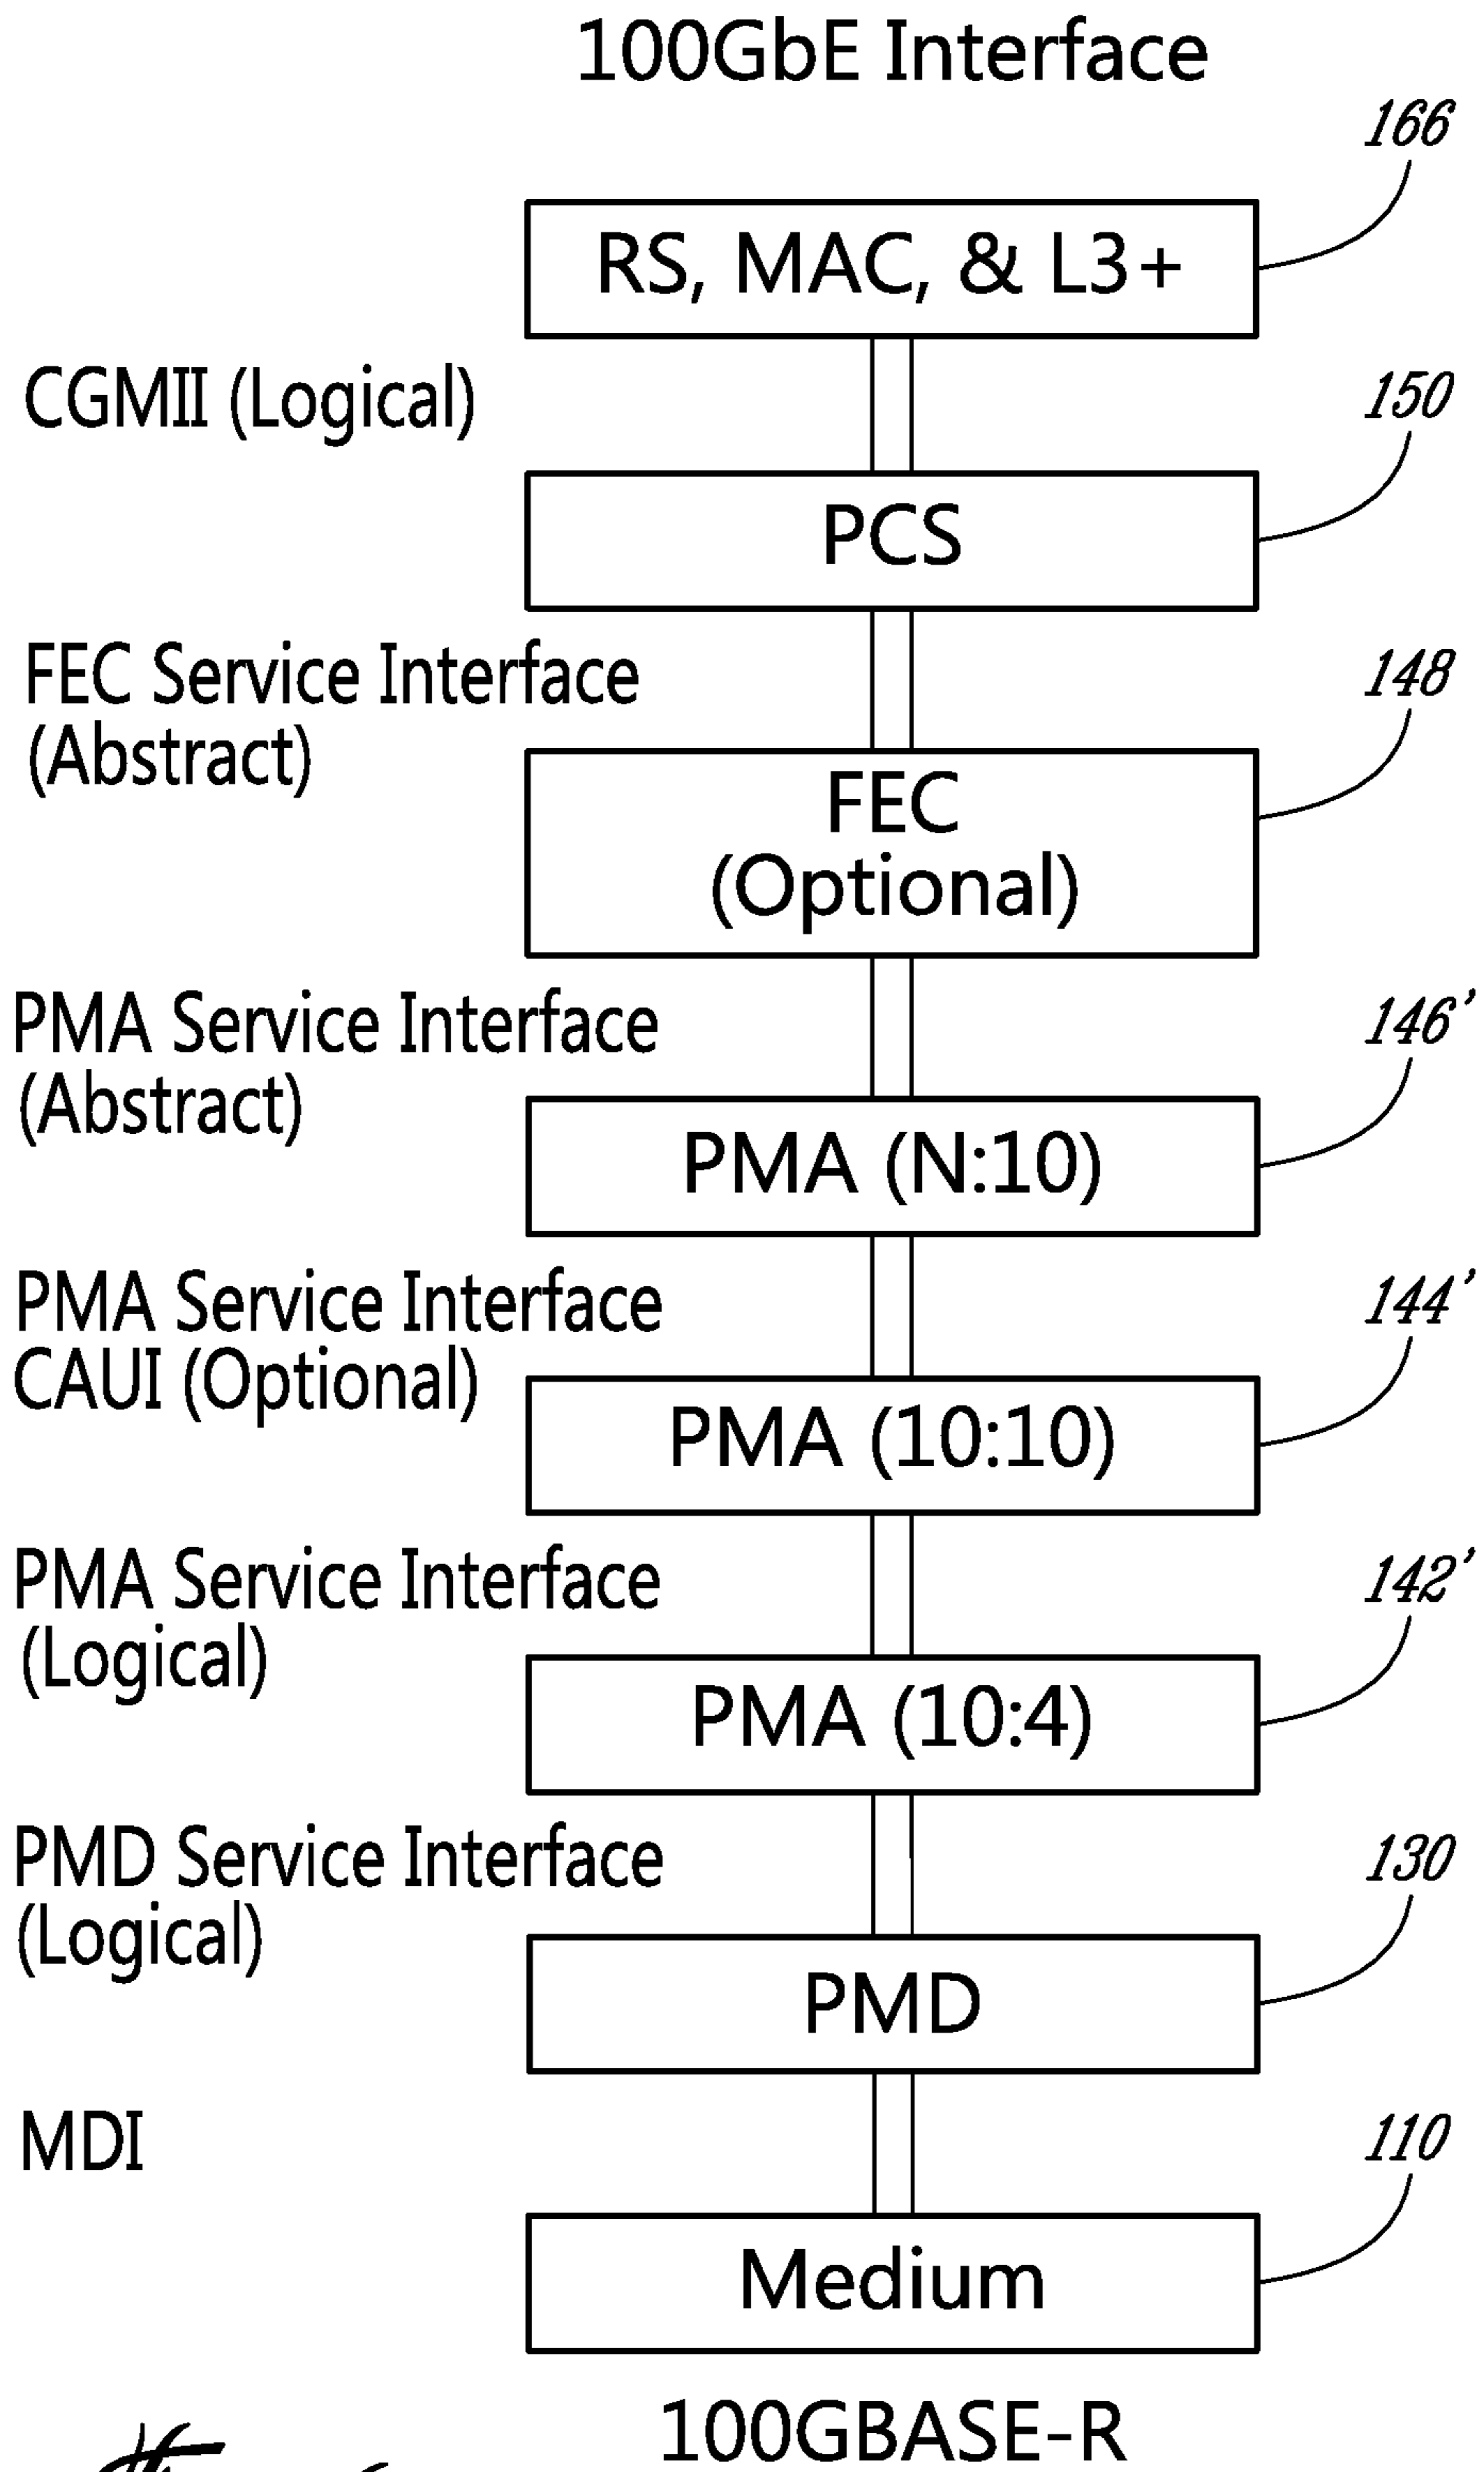 100GbE Interface
166
RS, MAC, & L3+
CGMII (Logical)
150
PCS
FEC Service Interface
(Abstract)
148
FEC
(Optional)
PMA Service Interface
(Abstract)
146’
PMA (N:10)
PMA Service Interface
CAUI (Optional)
144’
PMA (10:10)
PMA Service Interface
(Logical)
142’
PMA (10:4)
PMD Service Interface
(Logical)
130
PMD
MDI
110
Medium
100GBASE-R